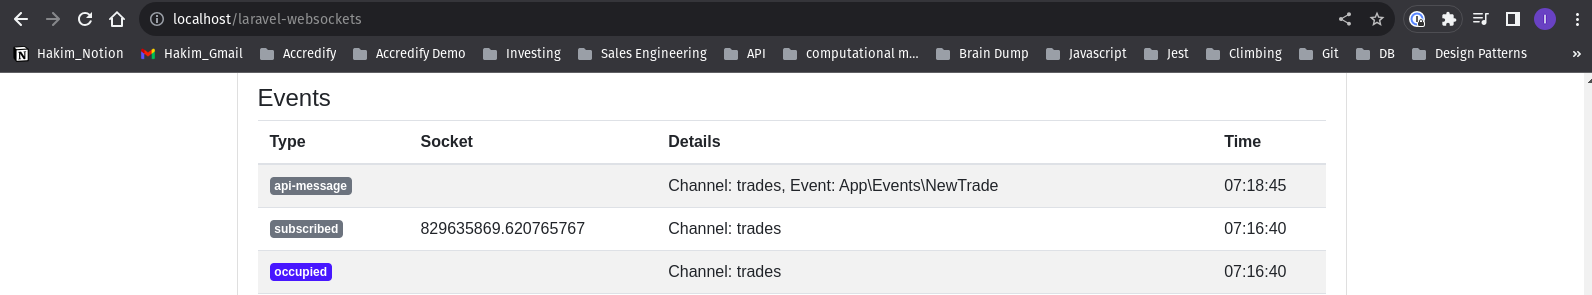 localhost/laravel-websockets
I
Hakim_Notion Hakim_Gmail Accredify Accredify Demo Investing Sales Engineering API computational m... Brain Dump Javascript Jest Climbing Git DB Design Patterns »
Events
Type Socket Details Time
api-message Channel: trades, Event: App\Events\NewTrade 07:18:45
subscribed 829635869.620765767 Channel: trades 07:16:40
occupied Channel: trades 07:16:40